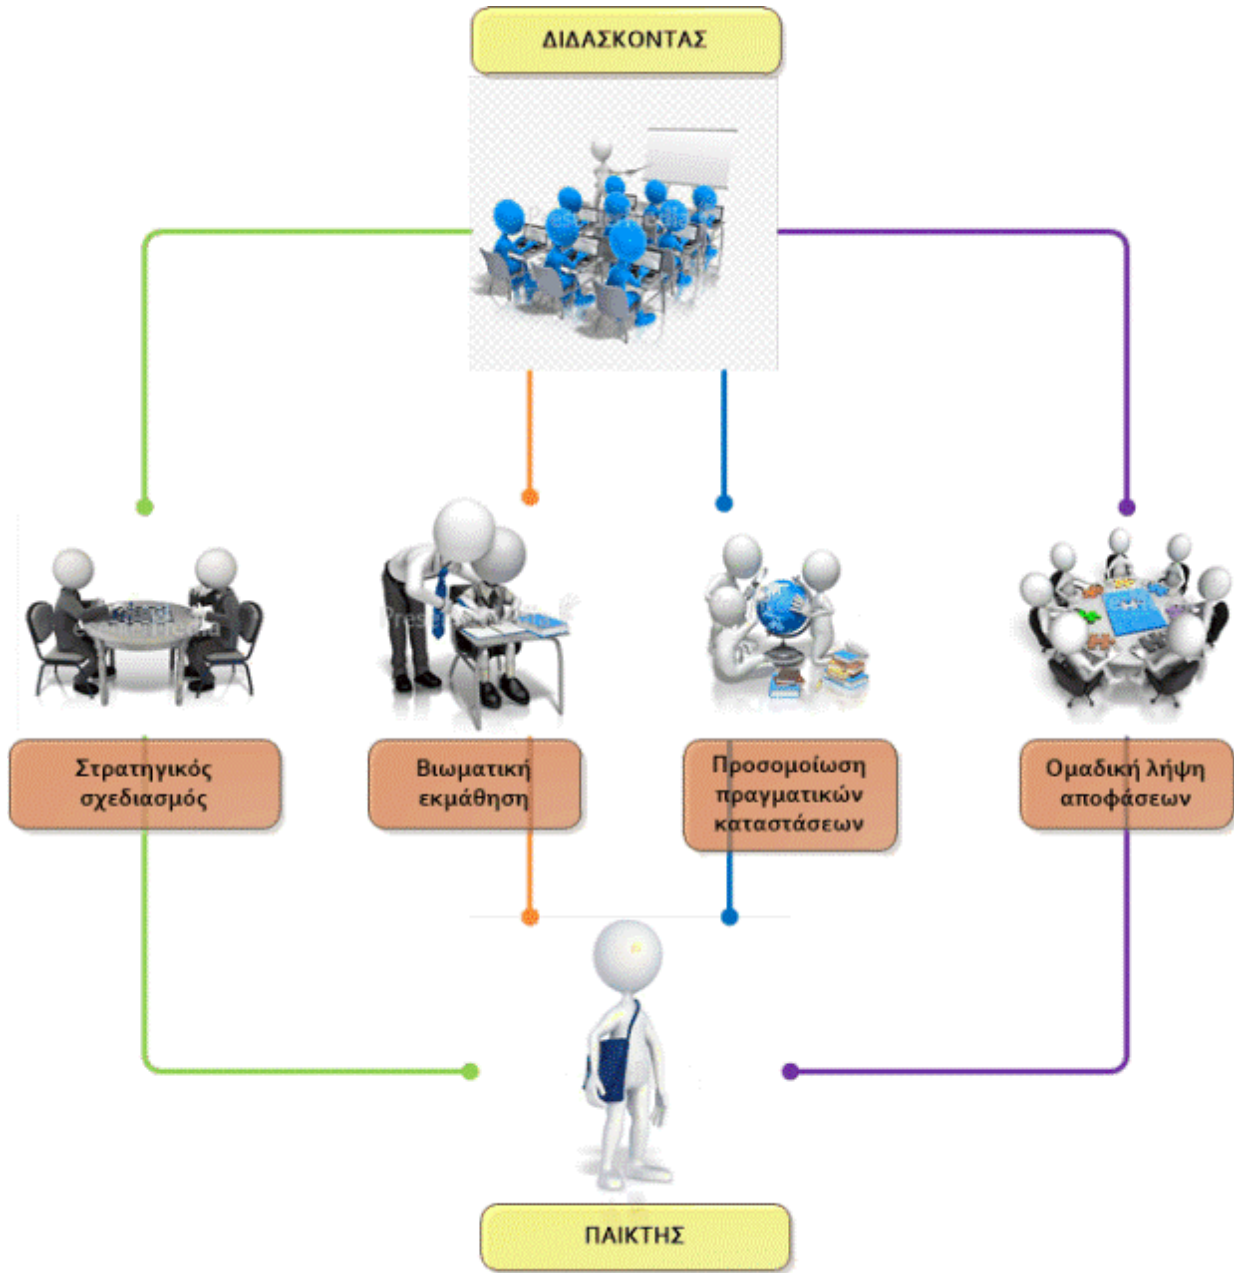 ΔΙΔΑΣΚΟΝΤΑΣ
Στρατηγικός
σχεδιασμός
Βιωματική
εκμάθηση
Προσομοίωση
πραγματικών
καταστάσεων
Ομαδική λήψη
αποφάσεων
ΠΑΙΚΤΗΣ